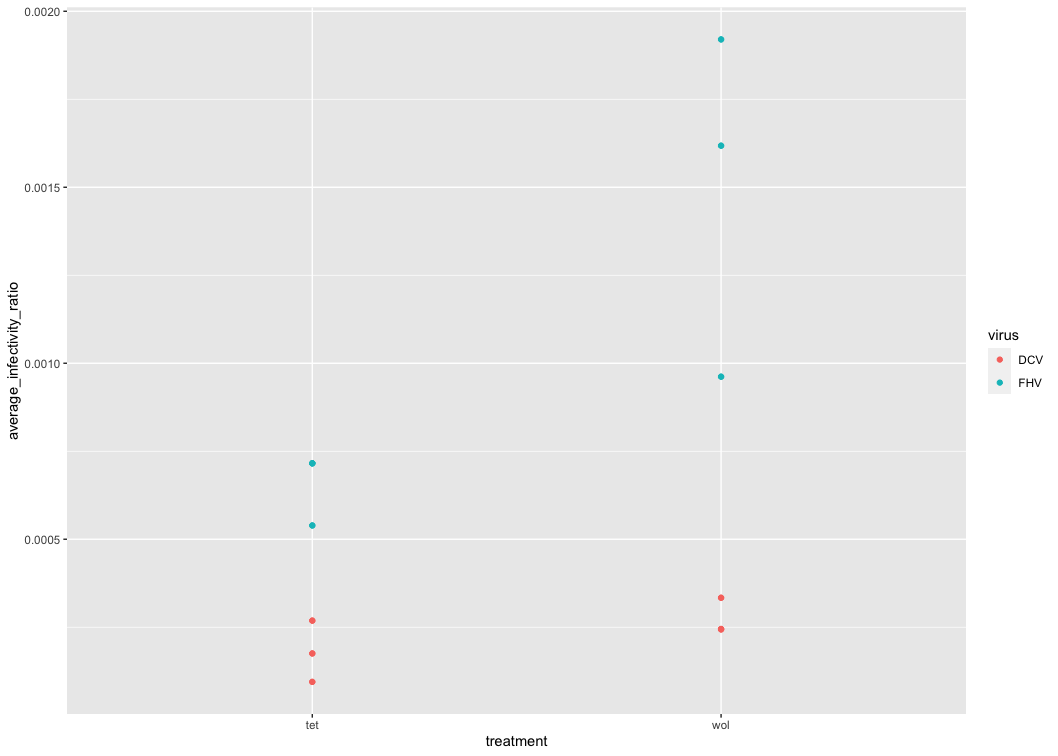 0.0020
0.0015
0.0010
0.0005
average_infectivity_ratio
tet
wol
treatment
virus
DCV
FHV